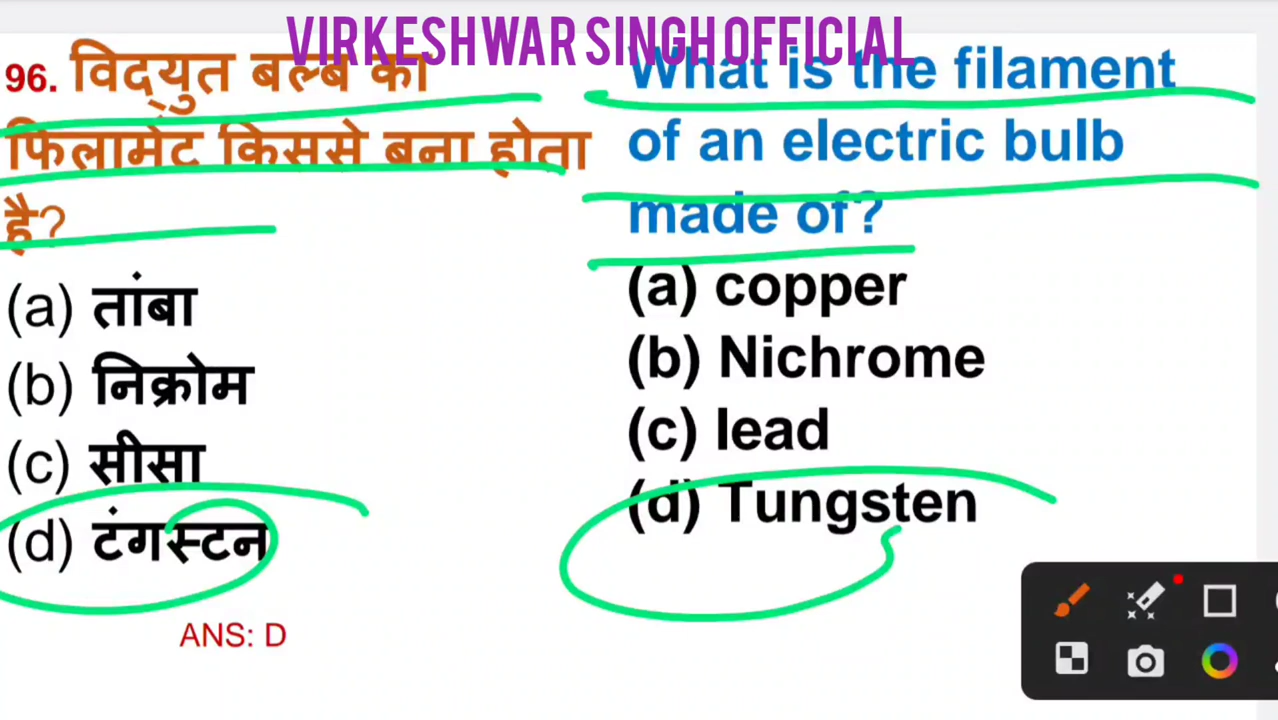 VIRKESHWAR SINGH OFFICIAL
96. विद्युत बल्ब का
फिलामेंट किससे बना होता
है?
(a) तांबा
(b) निक्रोम
(c) सीसा
(d) टंगस्टन
ANS: D
What is the filament
of an electric bulb
made of?
(a) copper
(b) Nichrome
(c) lead
(d) Tungsten